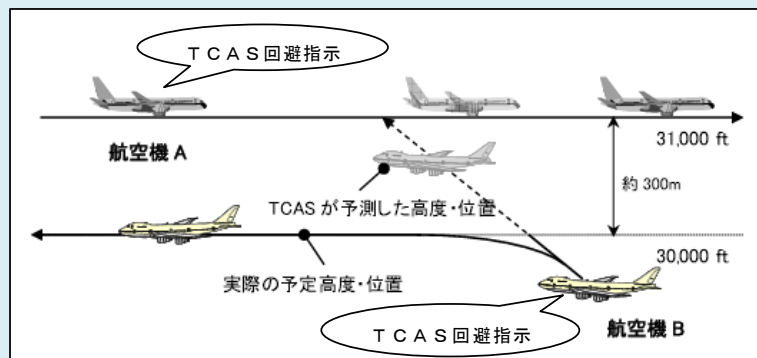 TCAS回避指示
航空機 A
31,000 ft
約 300m
TCAS が予測した高度・位置
30,000 ft
実際の予定高度・位置
TCAS回避指示
航空機 B